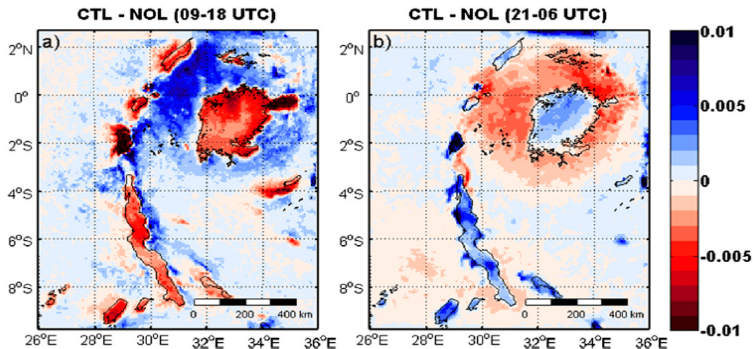 CTL - NOL (09-18 UTC)
CTL - NOL (21-06 UTC)
a)
b)
2°N
0°
2°S
4°S
6°S
8°S
2°N
0°
2°S
4°S
6°S
8°S
0 200 400 km
0 200 400 km
26°E 28°E 30°E 32°E 34°E 36°E
26°E 28°E 30°E 32°E 34°E 36°E
0.01
0.005
0
-0.005
-0.01